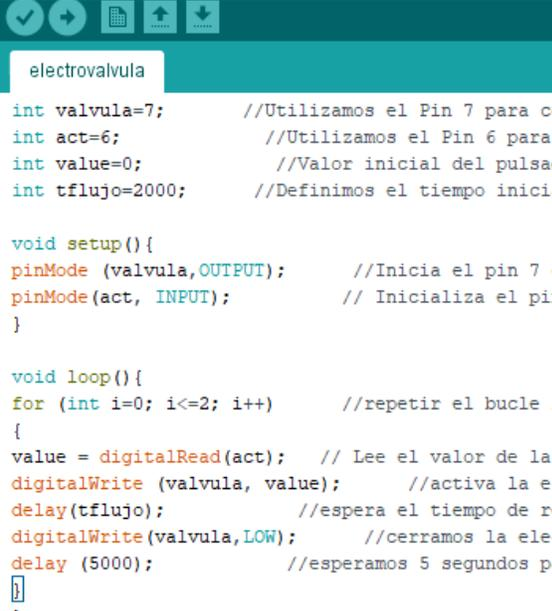 electrovalvula
int valvula=7; //Utilizamos el Pin 7 para
int act=6; //Utilizamos el Pin 6 para
int value=0; //Valor inicial del
int tflujo=2000; //Definimos el tiempo
void setup(){
pinMode (valvula,OUTPUT); //Inicia el pin 7
pinMode(act, INPUT); // Inicializa el
}
void loop(){
for (int i=0; i<=2; i++) //repetir el bucle
{
value = digitalRead(act); // Lee el valor de la
digitalWrite (valvula, value); //activa la
delay(tflujo); //espera el tiempo de
digitalWrite(valvula,LOW); //cerramos la
delay (5000); //esperamos 5 segundos
}